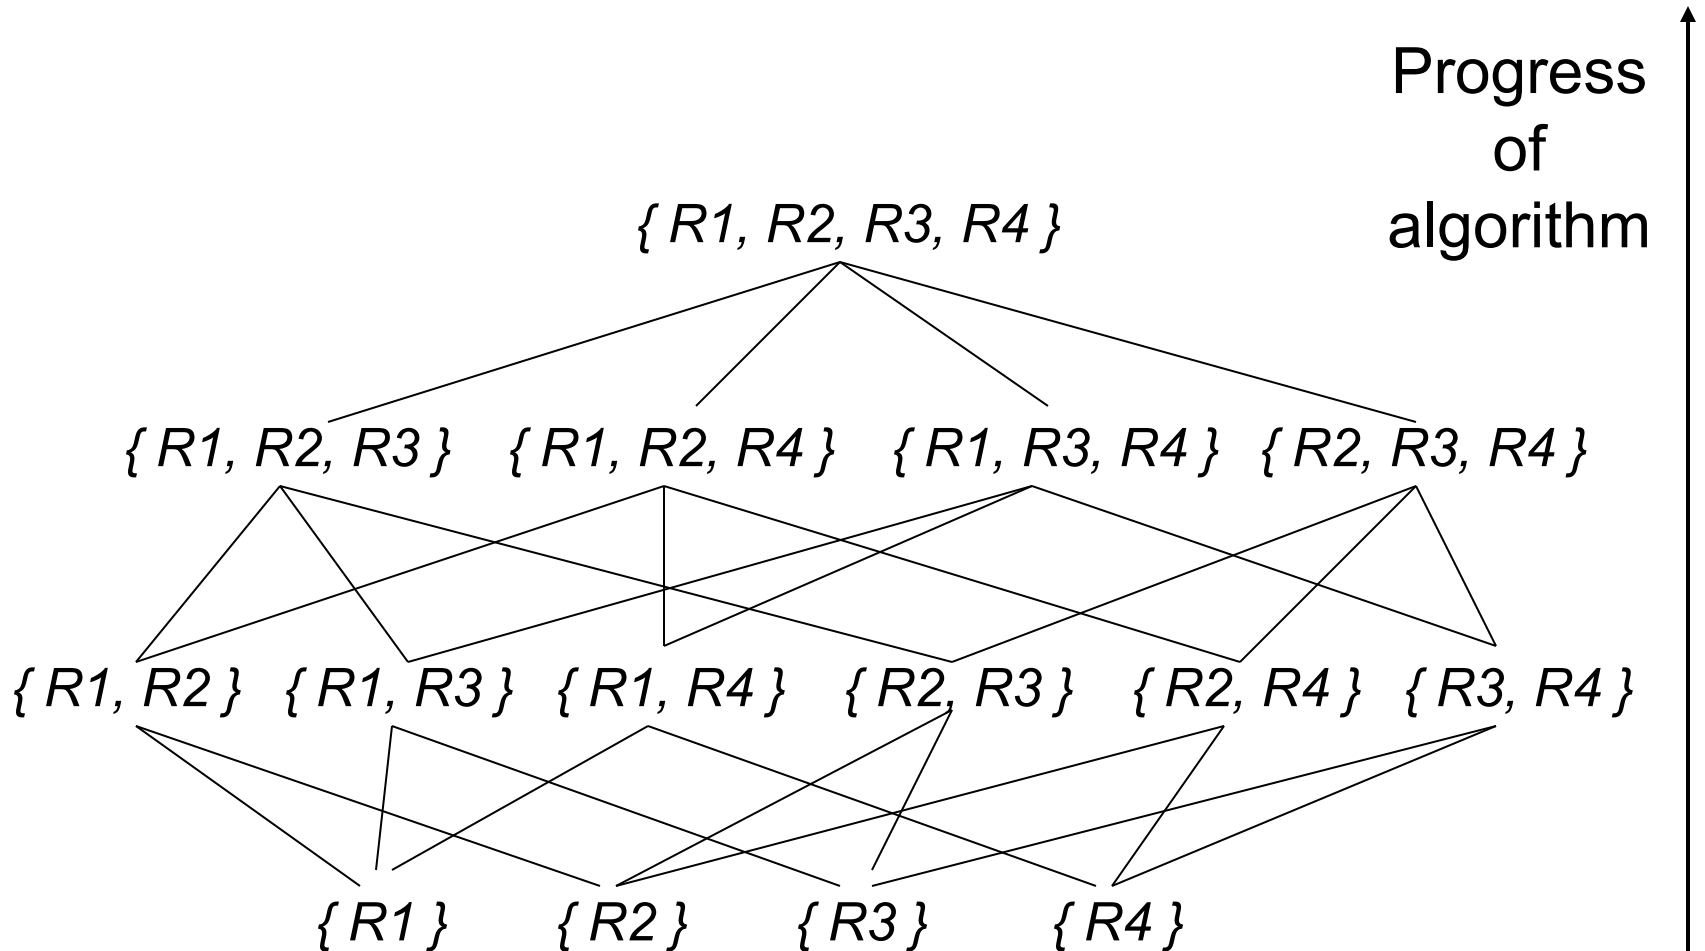 Progress
of
algorithm
{ R1, R2, R3, R4 }
{ R1, R2, R3 } { R1, R2, R4 } { R1, R3, R4 } { R2, R3, R4 }
{ R1, R2 } { R1, R3 } { R1, R4 } { R2, R3 } { R2, R4 } { R3, R4 }
{ R1 } { R2 } { R3 } { R4 }